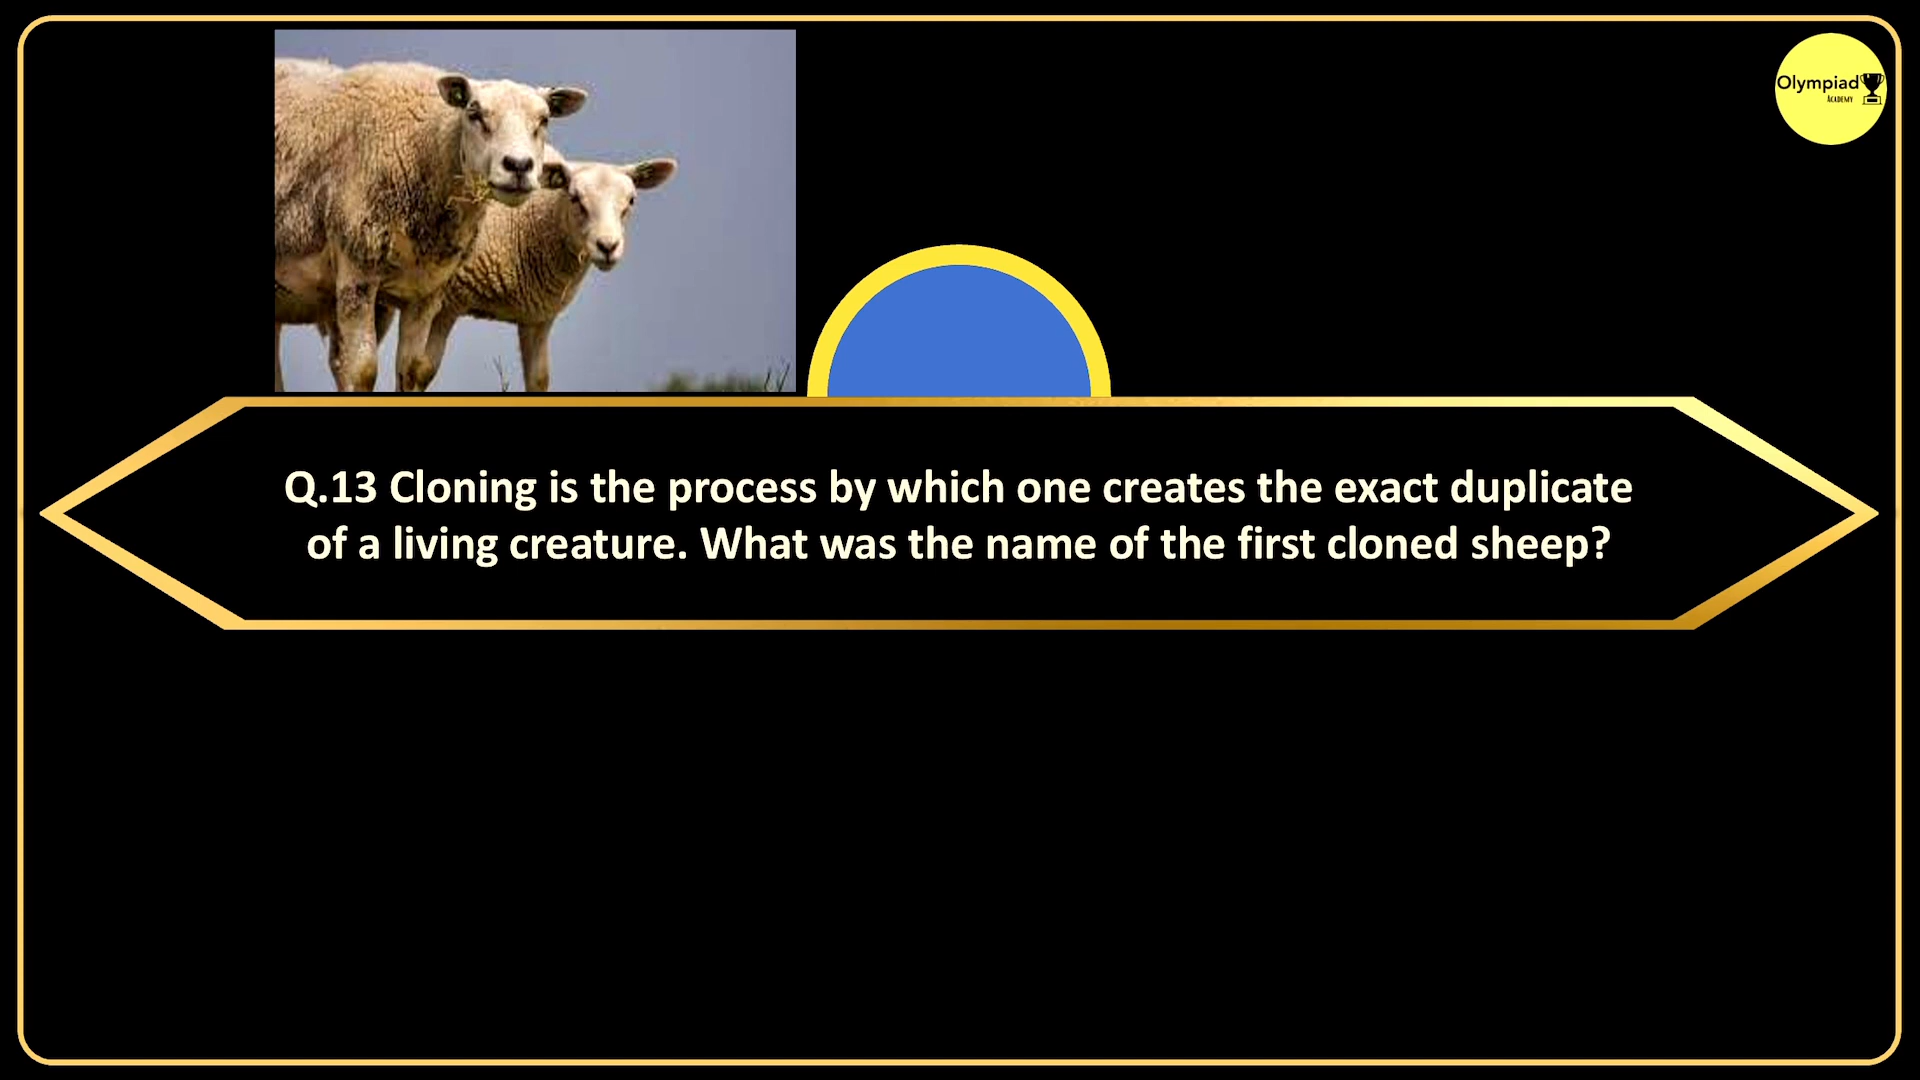 Olympiad
ACADEMY
Q.13 Cloning is the process by which one creates the exact duplicate
of a living creature. What was the name of the first cloned sheep?